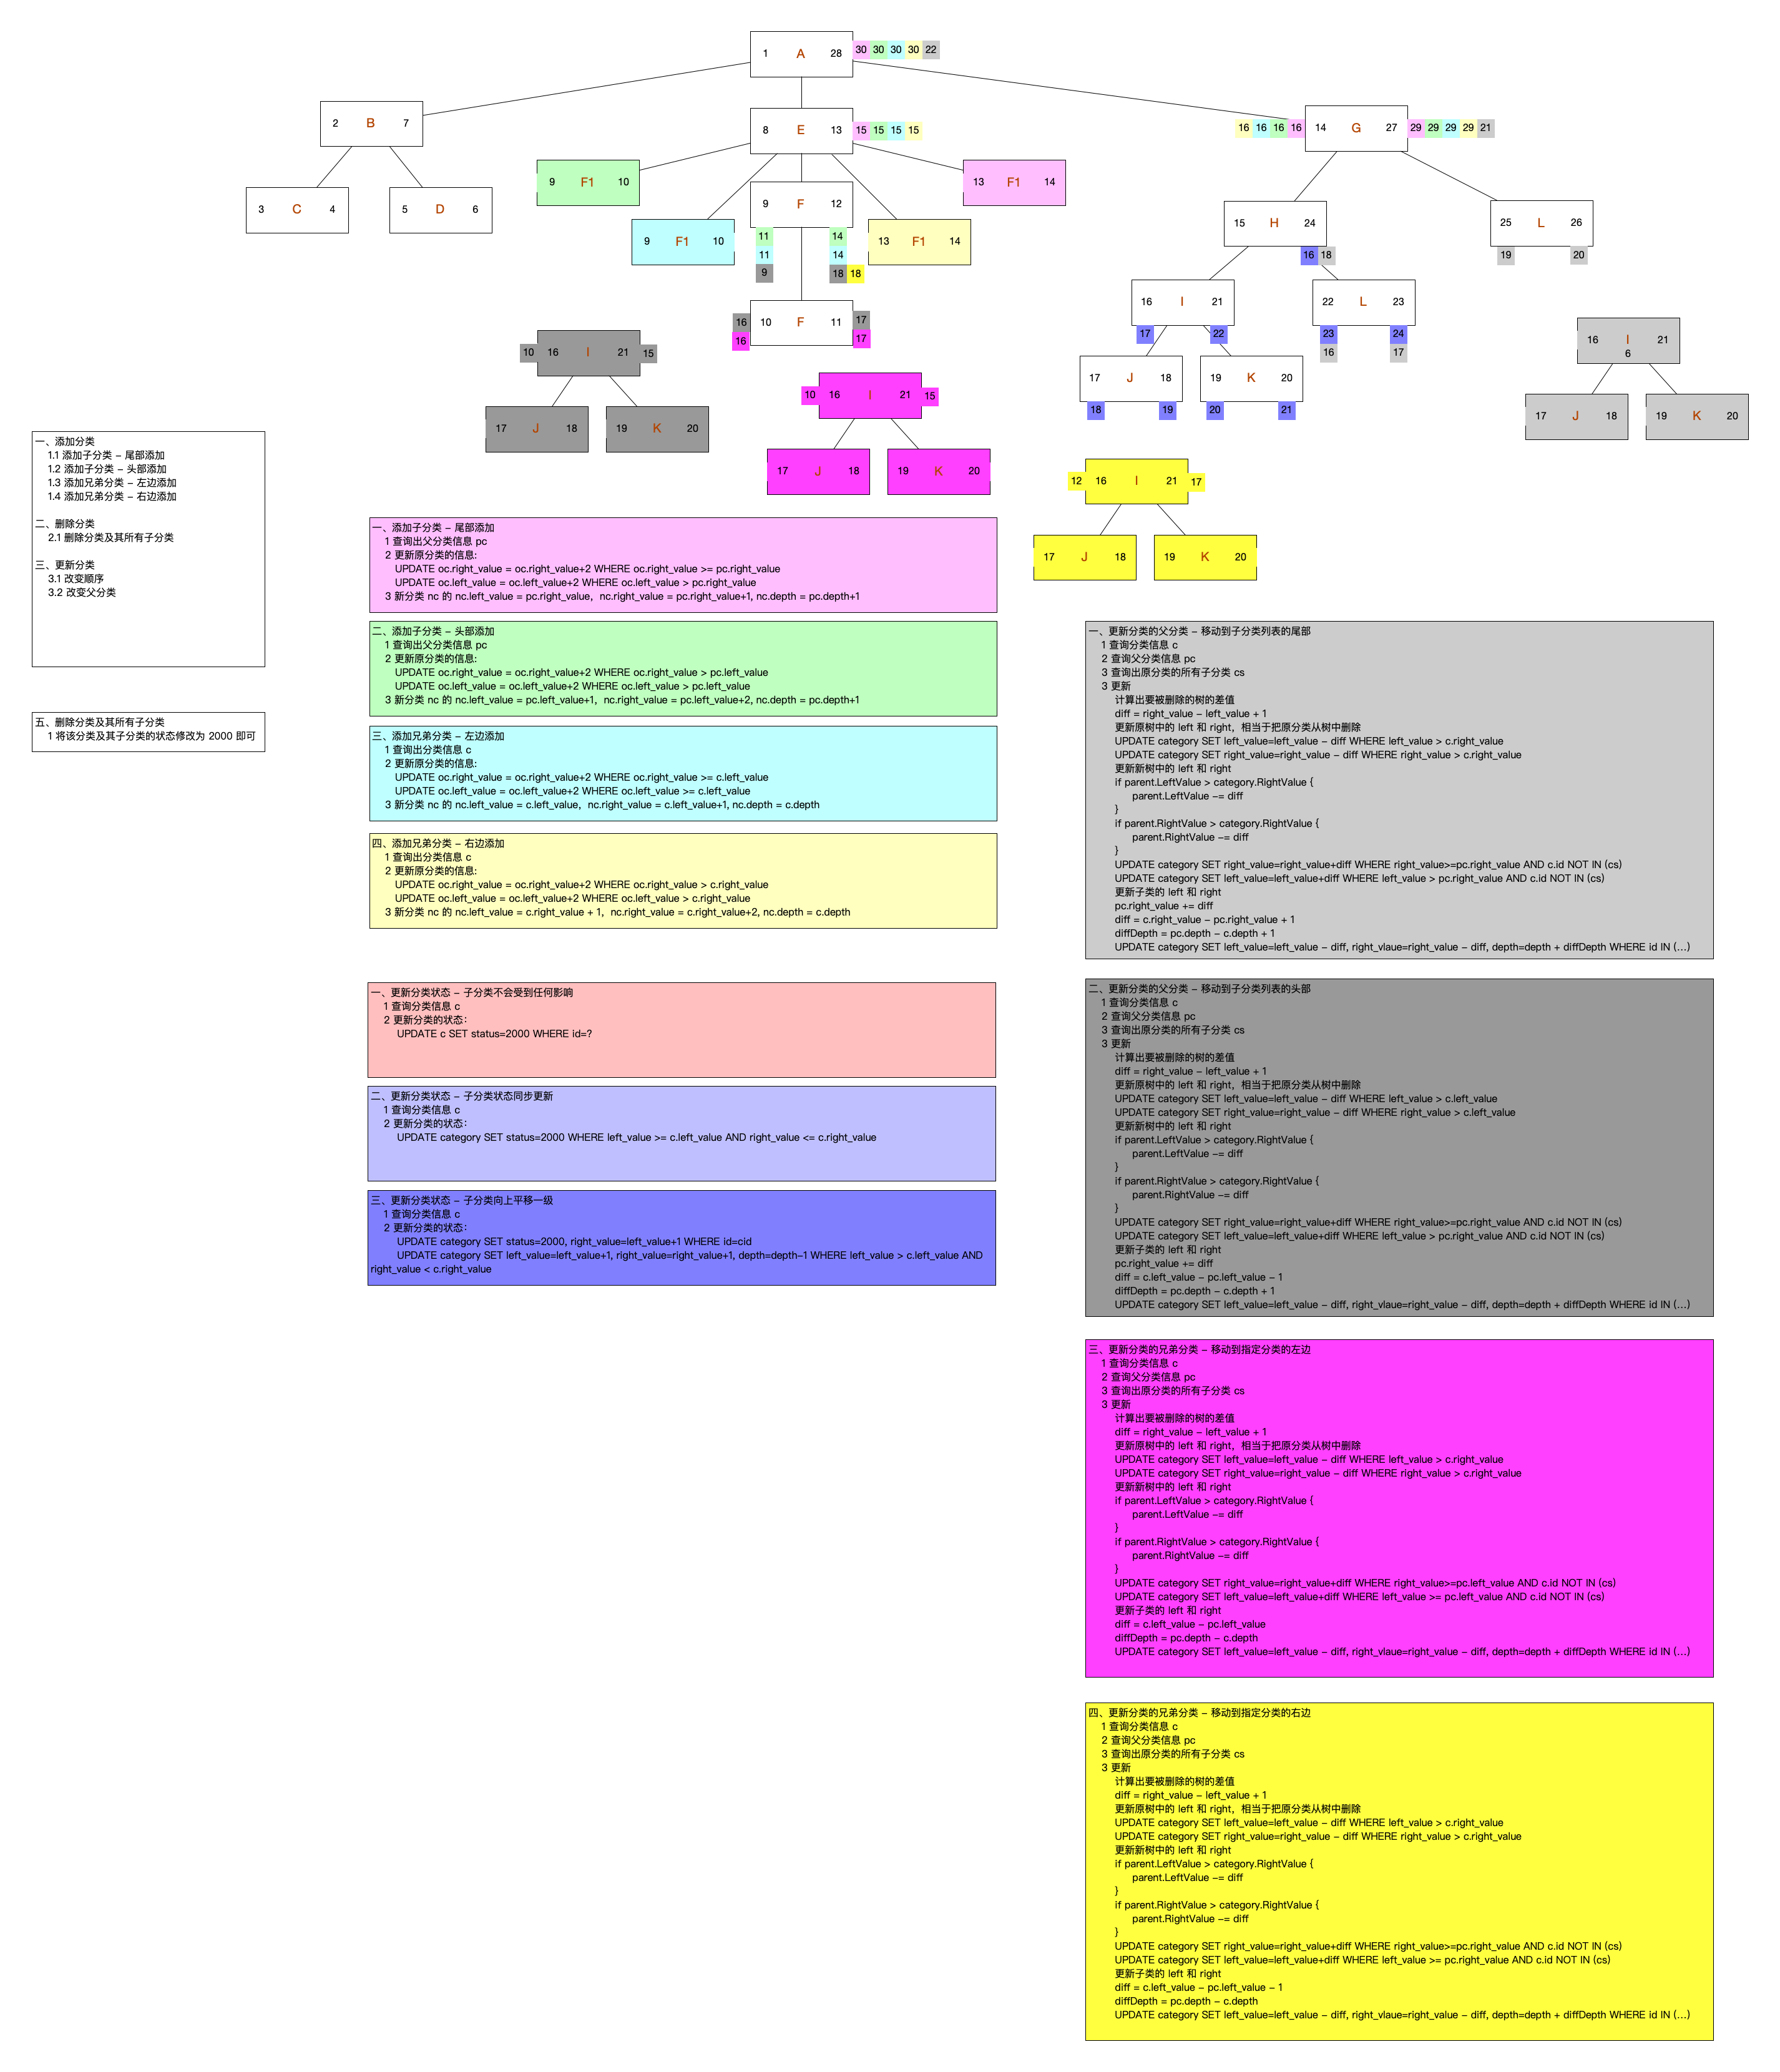 1 A 28 30 30 30 30 22
2 B 7
8 E 13 15 15 15 15
16 16 16 16 14 G 27 29 29 29 29 21
9 F1 10
13 F1 14
3 C 4
5 D 6
9 F 12
15 H 24
25 L 26
9 F1 10
13 F1 14
11 14
11 14
9 18 18
16 18
19 20
16 I 21
22 L 23
16 10 F 11 17
16 17
17 22
23 24
16 17
10 16 I 21 15
16 I 21
6
17 J 18
19 K 20
10 16 I 21 15
18 19
20 21
17 J 18
19 K 20
17 J 18
19 K 20
17 J 18
19 K 20
12 16 I 21 17
17 J 18
19 K 20
一、添加分类
1.1 添加子分类 – 尾部添加
1.2 添加子分类 – 头部添加
1.3 添加兄弟分类 – 左边添加
1.4 添加兄弟分类 – 右边添加
二、删除分类
2.1 删除分类及其所有子分类
三、更新分类
3.1 改变顺序
3.2 改变父分类
五、删除分类及其所有子分类
1 将该分类及其子分类的状态修改为 2000 即可
一、添加子分类 – 尾部添加
1 查询出父分类信息 pc
2 更新原分类的信息:
UPDATE oc.right_value = oc.right_value+2 WHERE oc.right_value >= pc.right_value
UPDATE oc.left_value = oc.left_value+2 WHERE oc.left_value > pc.right_value
3 新分类 nc 的 nc.left_value = pc.right_value，nc.right_value = pc.right_value+1, nc.depth = pc.depth+1
二、添加子分类 – 头部添加
1 查询出父分类信息 pc
2 更新原分类的信息:
UPDATE oc.right_value = oc.right_value+2 WHERE oc.right_value > pc.left_value
UPDATE oc.left_value = oc.left_value+2 WHERE oc.left_value > pc.left_value
3 新分类 nc 的 nc.left_value = pc.left_value+1，nc.right_value = pc.left_value+2, nc.depth = pc.depth+1
三、添加兄弟分类 – 左边添加
1 查询出分类信息 c
2 更新原分类的信息:
UPDATE oc.right_value = oc.right_value+2 WHERE oc.right_value >= c.left_value
UPDATE oc.left_value = oc.left_value+2 WHERE oc.left_value >= c.left_value
3 新分类 nc 的 nc.left_value = c.left_value，nc.right_value = c.left_value+1, nc.depth = c.depth
四、添加兄弟分类 – 右边添加
1 查询出分类信息 c
2 更新原分类的信息:
UPDATE oc.right_value = oc.right_value+2 WHERE oc.right_value > c.right_value
UPDATE oc.left_value = oc.left_value+2 WHERE oc.left_value > c.right_value
3 新分类 nc 的 nc.left_value = c.right_value + 1，nc.right_value = c.right_value+2, nc.depth = c.depth
一、更新分类状态 – 子分类不会受到任何影响
1 查询分类信息 c
2 更新分类的状态：
UPDATE c SET status=2000 WHERE id=?
二、更新分类状态 – 子分类状态同步更新
1 查询分类信息 c
2 更新分类的状态：
UPDATE category SET status=2000 WHERE left_value >= c.left_value AND right_value <= c.right_value
三、更新分类状态 – 子分类向上平移一级
1 查询分类信息 c
2 更新分类的状态：
UPDATE category SET status=2000, right_value=left_value+1 WHERE id=cid
UPDATE category SET left_value=left_value+1, right_value=right_value+1, depth=depth–1 WHERE left_value > c.left_value AND
right_value < c.right_value
一、更新分类的父分类 – 移动到子分类列表的尾部
1 查询分类信息 c
2 查询父分类信息 pc
3 查询出原分类的所有子分类 cs
3 更新
计算出要被删除的树的差值
diff = right_value – left_value + 1
更新原树中的 left 和 right，相当于把原分类从树中删除
UPDATE category SET left_value=left_value – diff WHERE left_value > c.right_value
UPDATE category SET right_value=right_value – diff WHERE right_value > c.right_value
更新新树中的 left 和 right
if parent.LeftValue > category.RightValue {
parent.LeftValue –= diff
}
if parent.RightValue > category.RightValue {
parent.RightValue –= diff
}
UPDATE category SET right_value=right_value+diff WHERE right_value>=pc.right_value AND c.id NOT IN (cs)
UPDATE category SET left_value=left_value+diff WHERE left_value > pc.right_value AND c.id NOT IN (cs)
更新子类的 left 和 right
pc.right_value += diff
diff = c.right_value – pc.right_value + 1
diffDepth = pc.depth – c.depth + 1
UPDATE category SET left_value=left_value – diff, right_vlaue=right_value – diff, depth=depth + diffDepth WHERE id IN (...)
二、更新分类的父分类 – 移动到子分类列表的头部
1 查询分类信息 c
2 查询父分类信息 pc
3 查询出原分类的所有子分类 cs
3 更新
计算出要被删除的树的差值
diff = right_value – left_value + 1
更新原树中的 left 和 right，相当于把原分类从树中删除
UPDATE category SET left_value=left_value – diff WHERE left_value > c.left_value
UPDATE category SET right_value=right_value – diff WHERE right_value > c.left_value
更新新树中的 left 和 right
if parent.LeftValue > category.RightValue {
parent.LeftValue –= diff
}
if parent.RightValue > category.RightValue {
parent.RightValue –= diff
}
UPDATE category SET right_value=right_value+diff WHERE right_value>=pc.right_value AND c.id NOT IN (cs)
UPDATE category SET left_value=left_value+diff WHERE left_value > pc.right_value AND c.id NOT IN (cs)
更新子类的 left 和 right
pc.right_value += diff
diff = c.left_value – pc.left_value – 1
diffDepth = pc.depth – c.depth + 1
UPDATE category SET left_value=left_value – diff, right_vlaue=right_value – diff, depth=depth + diffDepth WHERE id IN (...)
三、更新分类的兄弟分类 – 移动到指定分类的左边
1 查询分类信息 c
2 查询父分类信息 pc
3 查询出原分类的所有子分类 cs
3 更新
计算出要被删除的树的差值
diff = right_value – left_value + 1
更新原树中的 left 和 right，相当于把原分类从树中删除
UPDATE category SET left_value=left_value – diff WHERE left_value > c.right_value
UPDATE category SET right_value=right_value – diff WHERE right_value > c.right_value
更新新树中的 left 和 right
if parent.LeftValue > category.RightValue {
parent.LeftValue –= diff
}
if parent.RightValue > category.RightValue {
parent.RightValue –= diff
}
UPDATE category SET right_value=right_value+diff WHERE right_value>=pc.left_value AND c.id NOT IN (cs)
UPDATE category SET left_value=left_value+diff WHERE left_value >= pc.left_value AND c.id NOT IN (cs)
更新子类的 left 和 right
diff = c.left_value – pc.left_value
diffDepth = pc.depth – c.depth
UPDATE category SET left_value=left_value – diff, right_vlaue=right_value – diff, depth=depth + diffDepth WHERE id IN (...)
四、更新分类的兄弟分类 – 移动到指定分类的右边
1 查询分类信息 c
2 查询父分类信息 pc
3 查询出原分类的所有子分类 cs
3 更新
计算出要被删除的树的差值
diff = right_value – left_value + 1
更新原树中的 left 和 right，相当于把原分类从树中删除
UPDATE category SET left_value=left_value – diff WHERE left_value > c.right_value
UPDATE category SET right_value=right_value – diff WHERE right_value > c.right_value
更新新树中的 left 和 right
if parent.LeftValue > category.RightValue {
parent.LeftValue –= diff
}
if parent.RightValue > category.RightValue {
parent.RightValue –= diff
}
UPDATE category SET right_value=right_value+diff WHERE right_value>=pc.right_value AND c.id NOT IN (cs)
UPDATE category SET left_value=left_value+diff WHERE left_value >= pc.right_value AND c.id NOT IN (cs)
更新子类的 left 和 right
diff = c.left_value – pc.left_value – 1
diffDepth = pc.depth – c.depth
UPDATE category SET left_value=left_value – diff, right_vlaue=right_value – diff, depth=depth + diffDepth WHERE id IN (...)